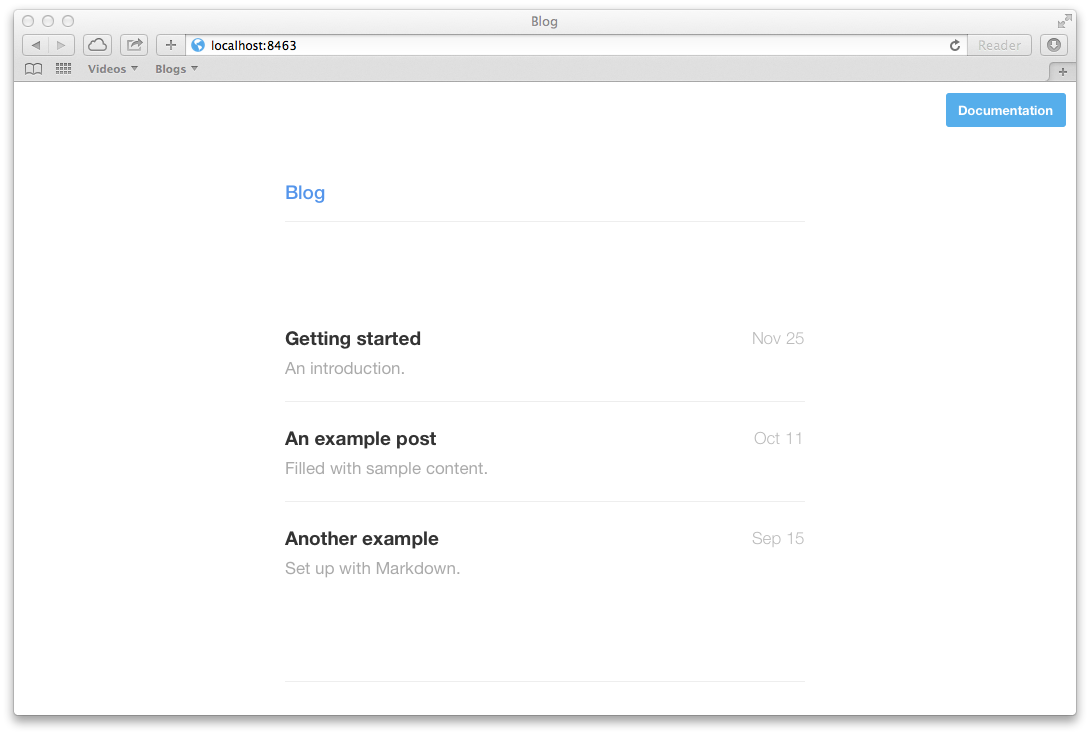 Blog
localhost:8463
Reader
Videos
Blogs
Documentation
Blog
Getting started
Nov 25
An introduction.
An example post
Oct 11
Filled with sample content.
Another example
Sep 15
Set up with Markdown.